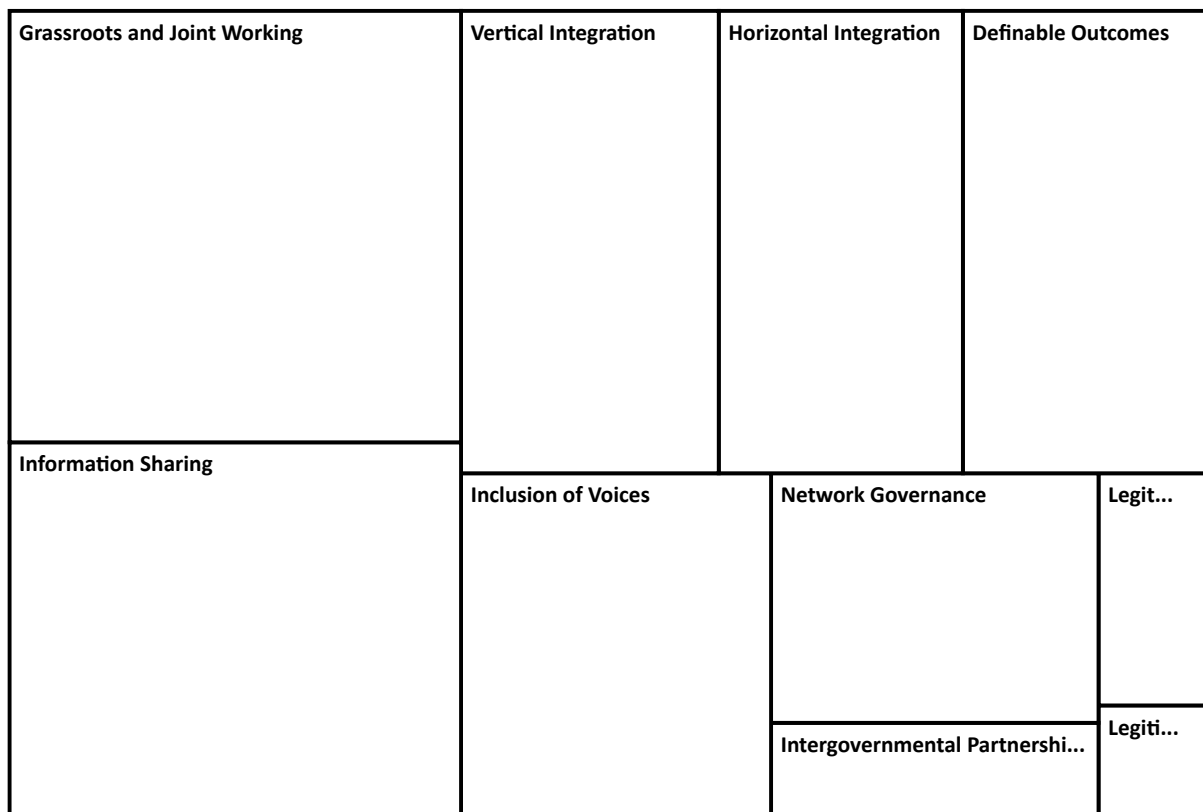 Grassroots and Joint Working
Vertical Integration
Horizontal Integration
Definable Outcomes
Information Sharing
Inclusion of Voices
Network Governance
Legit...
Intergovernmental Partnershi...
Legiti...